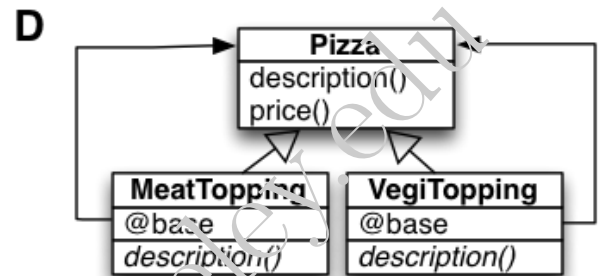 D
Pizza
description()
price()
MeatTopping
@base
description()
VegiTopping
@base
description()